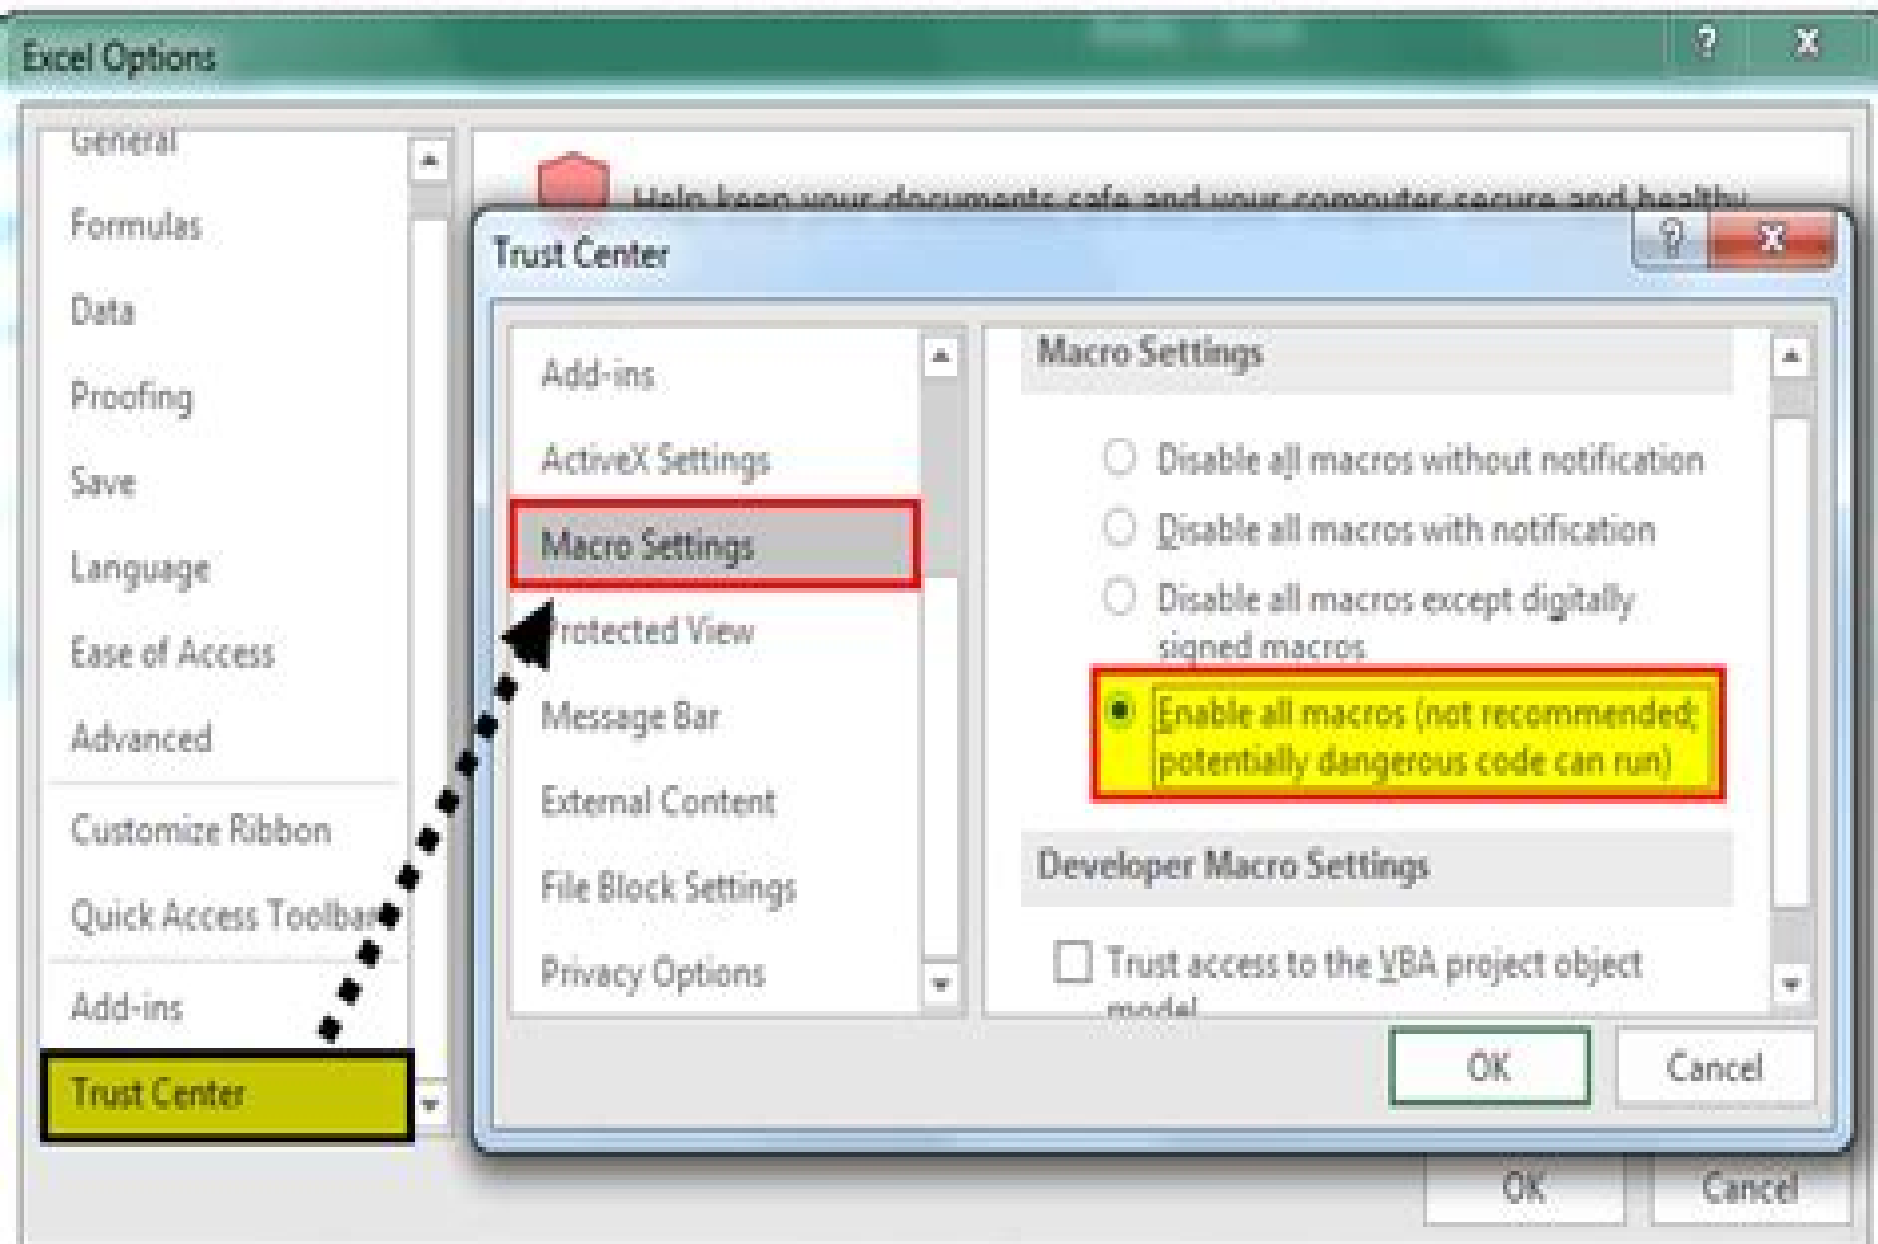 Excel Options
General
Formulas
Data
Proofing
Save
Language
Ease of Access
Advanced
Customize Ribbon
Quick Access Toolbar
Add-ins
Trust Center
Help keep your documents safe and your computer secure and healthy
Trust Center
Add-ins
ActiveX Settings
Macro Settings
Protected View
Message Bar
External Content
File Block Settings
Privacy Options
Macro Settings
Disable all macros without notification
Disable all macros with notification
Disable all macros except digitally
signed macros
Enable all macros (not recommended;
potentially dangerous code can run)
Developer Macro Settings
Trust access to the VBA project object
model
OK
Cancel
OK
Cancel